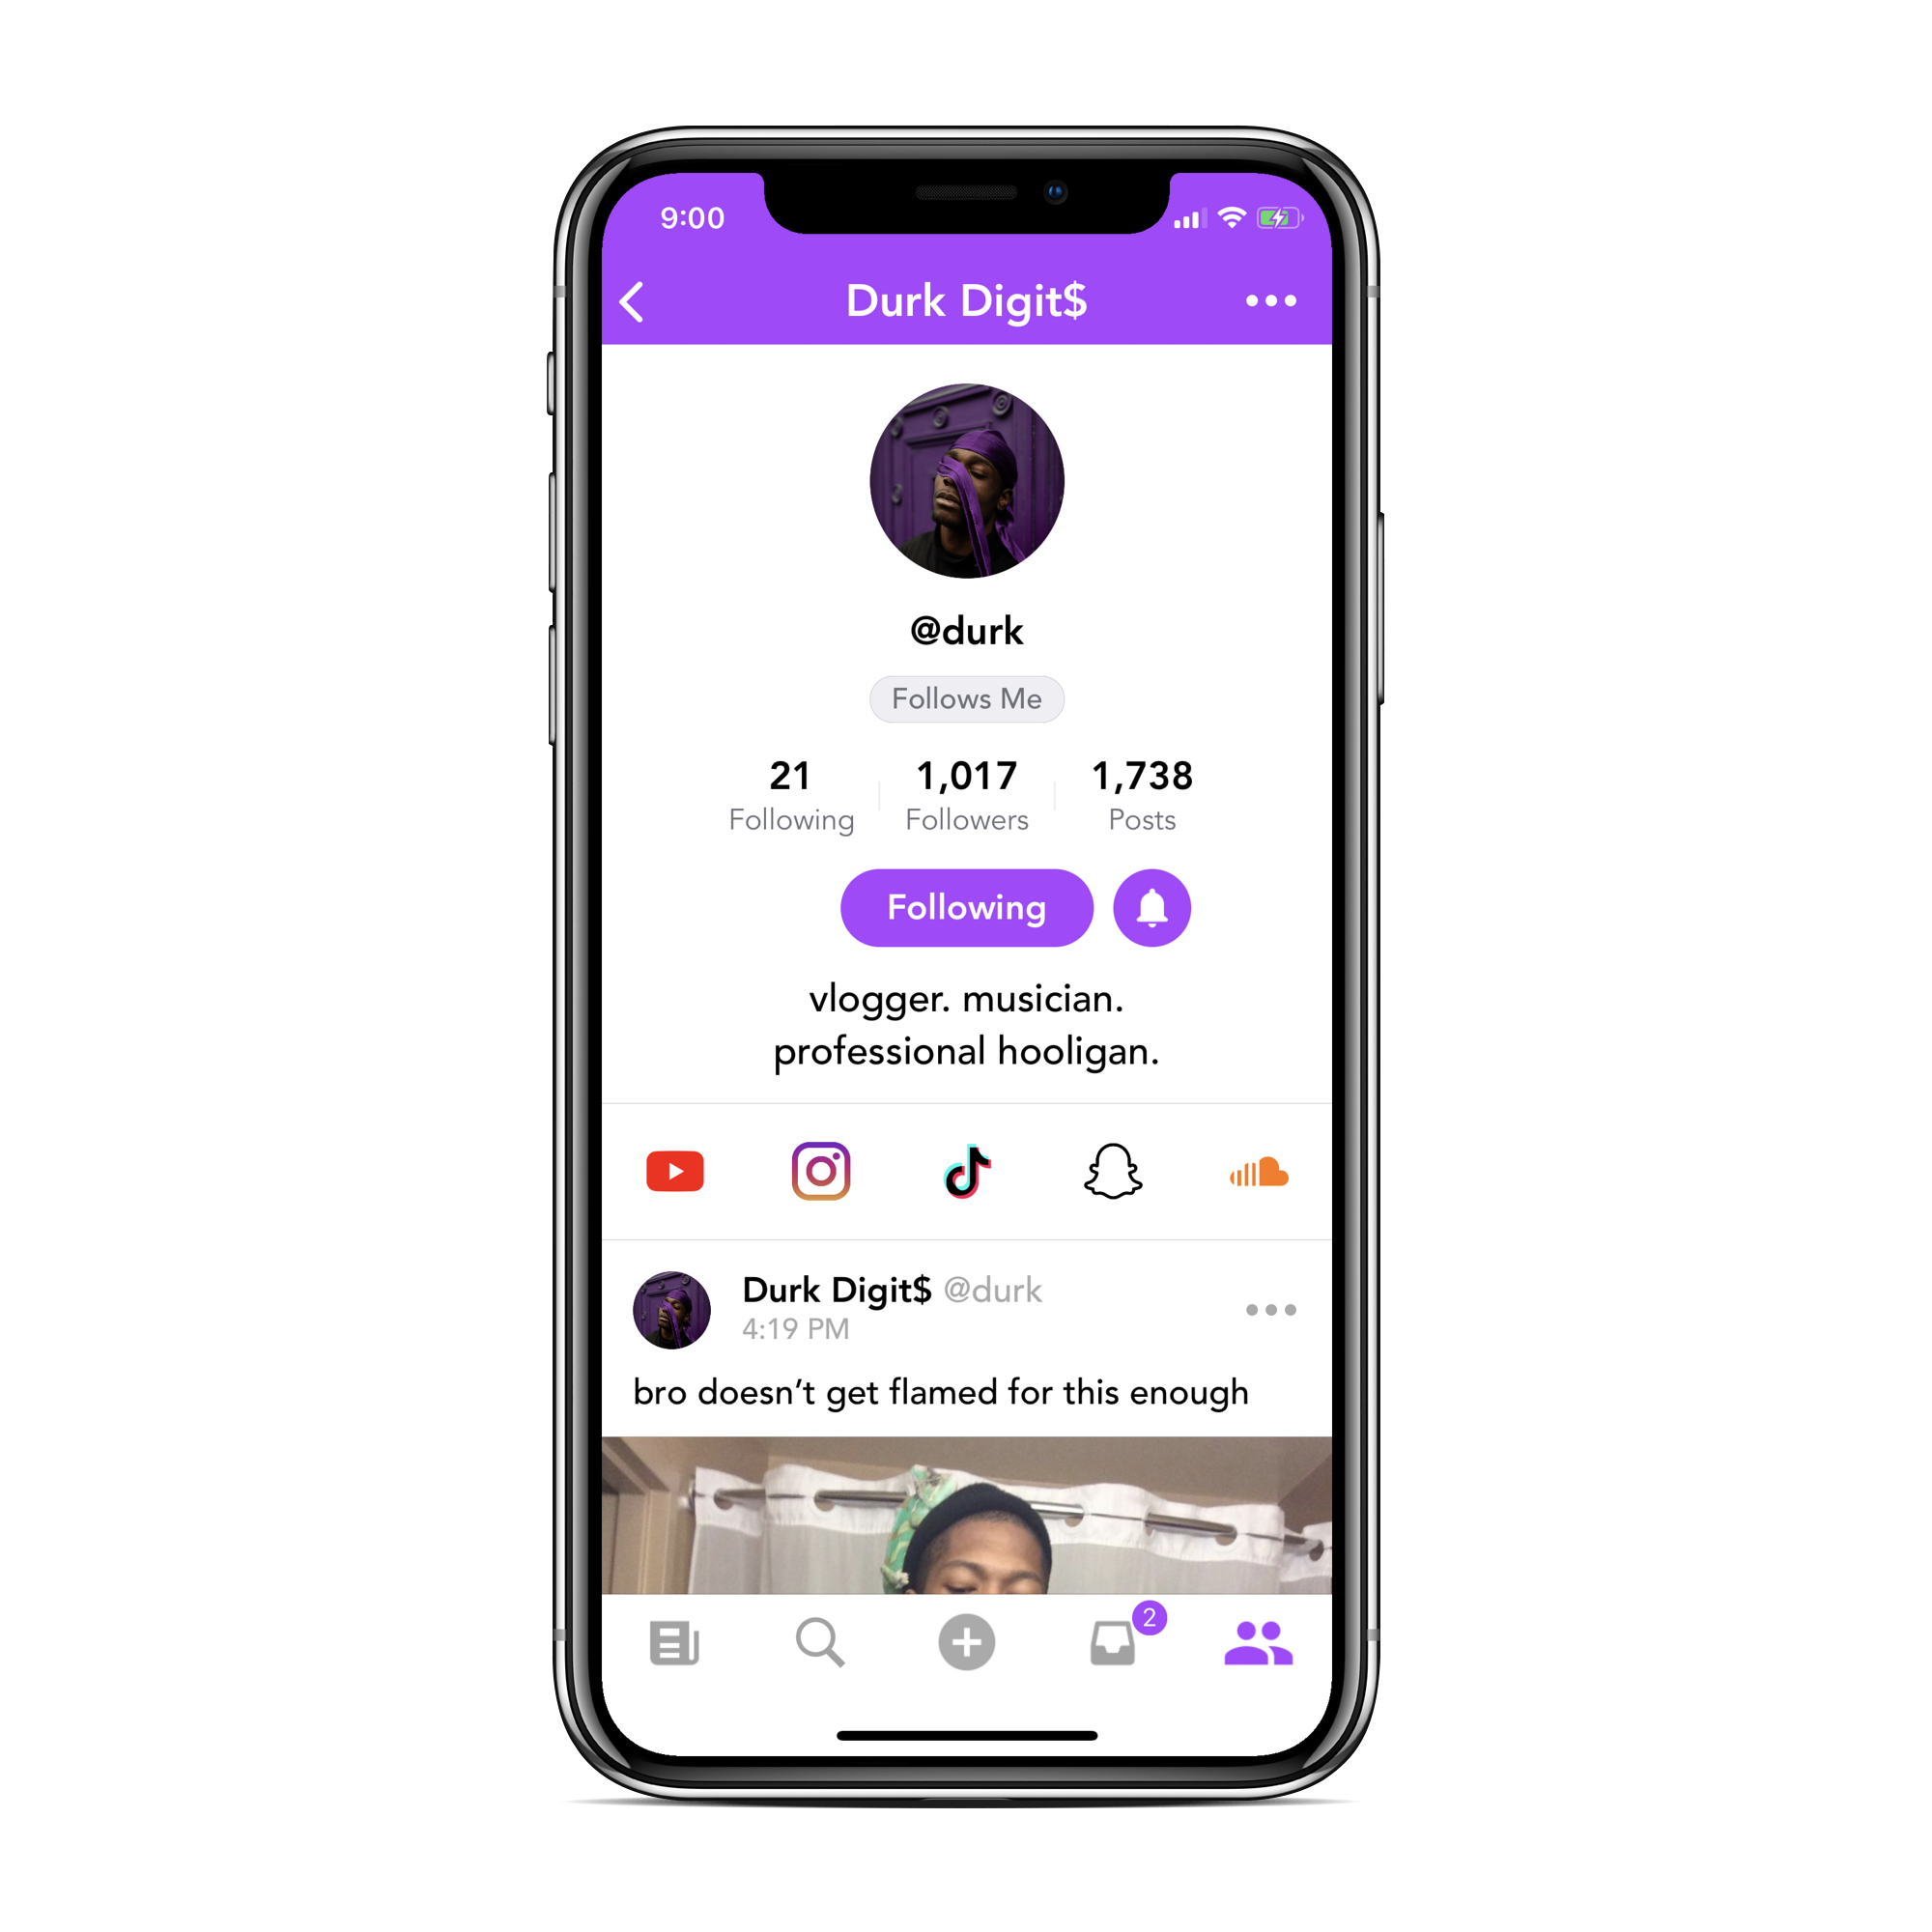 9:00
Durk Digit$
@durk
Follows Me
21 1,017 1,738
Following Followers Posts
Following
vlogger. musician.
professional hooligan.
Durk Digit$ @durk
4:19 PM
bro doesn’t get flamed for this enough
2